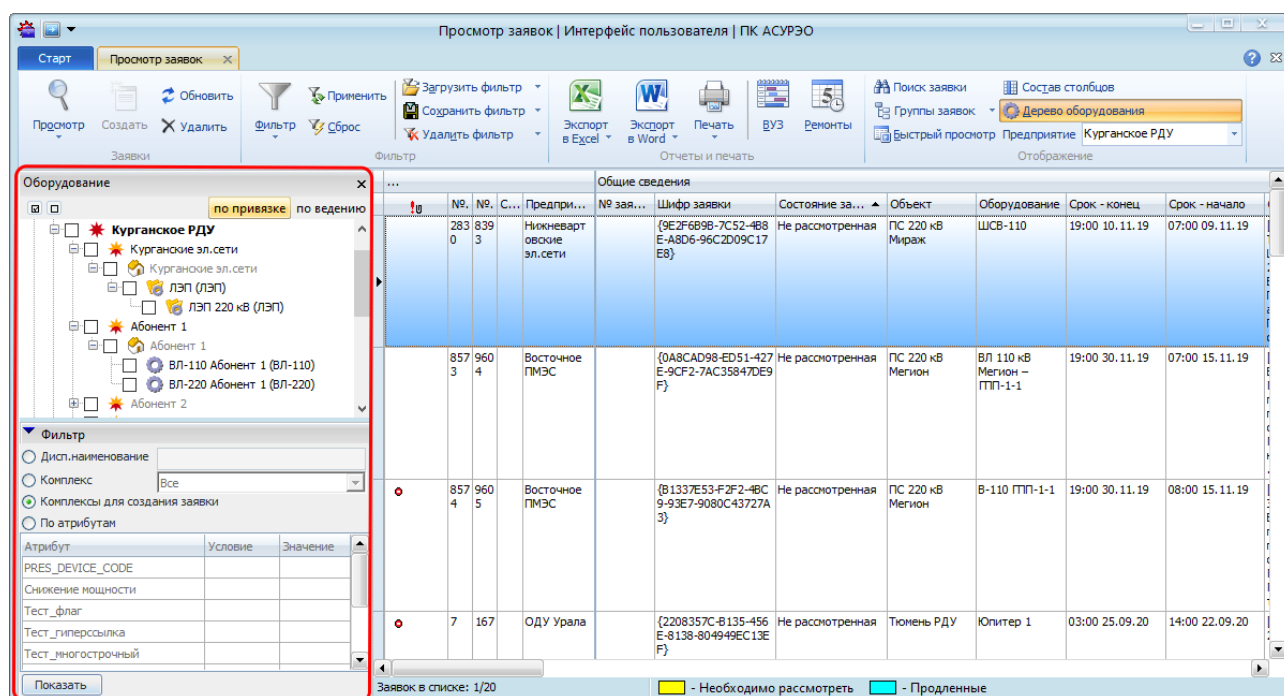 Просмотр заявок | Интерфейс пользователя | ПК АСУРЭО
Старт
Просмотр заявок
Просмотр
Создать
Обновить
Удалить
Заявки
Фильтр
Применить
Сброс
Загрузить фильтр
Сохранить фильтр
Удалить фильтр
Фильтр
Экспорт в Excel
Экспорт в Word
Печать
ВУЗ
Ремонты
Отчеты и печать
Поиск заявки
Группы заявок
Быстрый просмотр
Состав столбцов
Дерево оборудования
Предприятие Курганское РДУ
Отображение
Оборудование
по привязке по ведению
Курганское РДУ
Курганские эл.сети
Курганские эл.сети
ЛЭП (ЛЭП)
ЛЭП 220 кВ (ЛЭП)
Абонент 1
Абонент 1
ВЛ-110 Абонент 1 (ВЛ-110)
ВЛ-220 Абонент 1 (ВЛ-220)
Абонент 2
Фильтр
Дисп.наименование
Комплекс Все
Комплексы для создания заявки
По атрибутам
Атрибут Условие Значение
PRES_DEVICE_CODE
Снижение мощности
Тест_флаг
Тест_гиперссылка
Тест_многострочный
Показать
... Общие сведения
№. №. С... Предпри... № зая... Шифр заявки Состояние за... Объект Оборудование Срок - конец Срок - начало
283 839 Нижневарт {9E2F6B9B-7C52-4B8 Не рассмотренная ПС 220 кВ ШСВ-110 19:00 10.11.19 07:00 09.11.19
0 3 овские E-A8D6-96C2D09C17 Мираж
эл.сети E8}
857 960 Восточное {0A8CAD98-ED51-427 Не рассмотренная ПС 220 кВ ВЛ 110 кВ 19:00 30.11.19 07:00 15.11.19
3 4 ПМЭС E-9CF2-7AC35847DE9 Мегион Мегион –
F} ГПП-1-1
857 960 Восточное {B1337E53-F2F2-4BC Не рассмотренная ПС 220 кВ В-110 ГПП-1-1 19:00 30.11.19 08:00 15.11.19
4 5 ПМЭС 9-93E7-9080C43727A Мегион
3}
7 167 ОДУ Урала {2208357C-B135-456 Не рассмотренная Тюмень РДУ Юпитер 1 03:00 25.09.20 14:00 22.09.20
E-8138-804949EC13E
F}
Заявок в списке: 1/20
- Необходимо рассмотреть
- Продленные